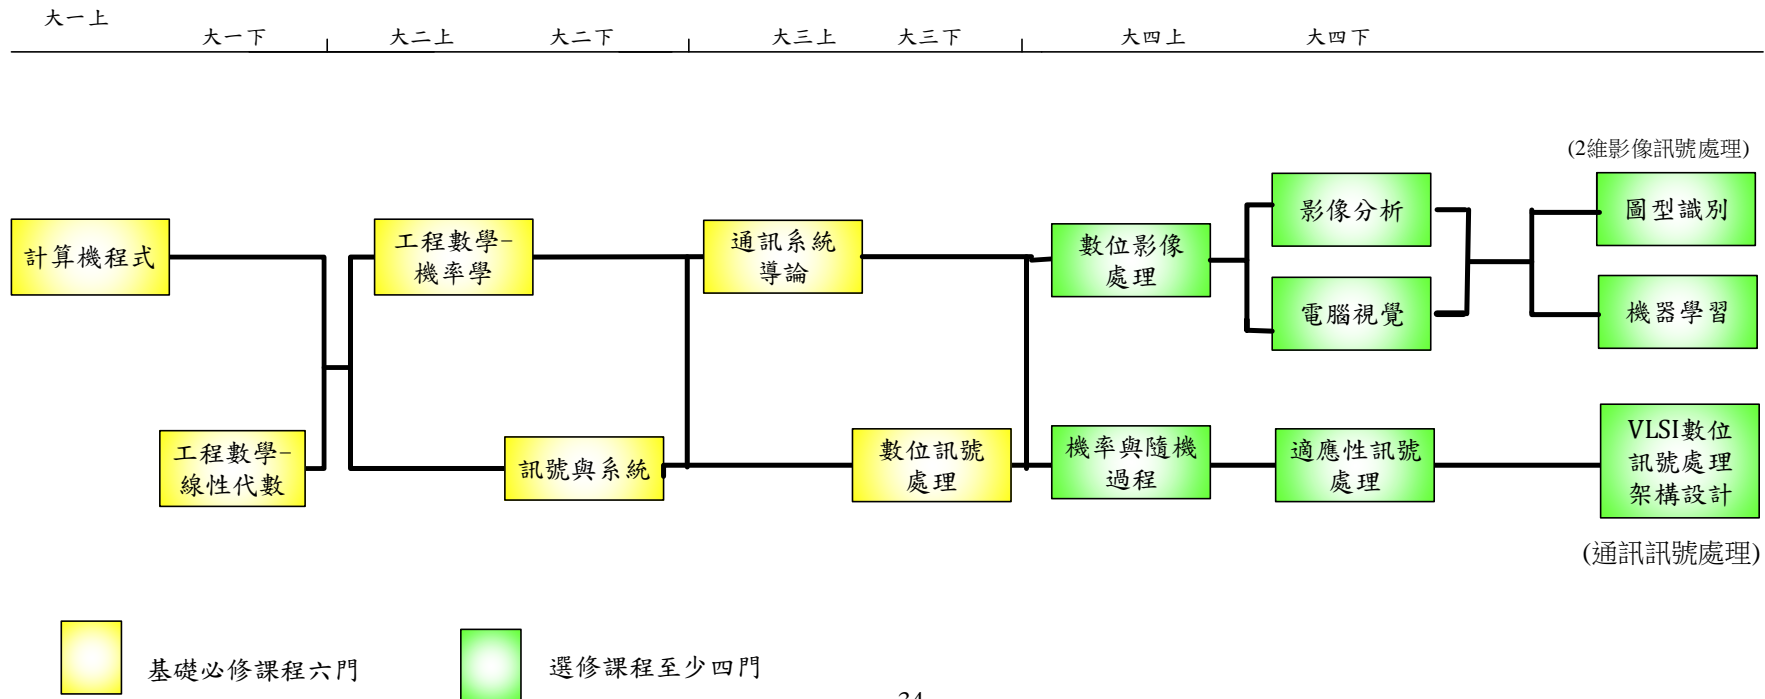 大一上
大一下
大二上
大二下
大三上
大三下
大四上
大四下
(2維影像訊號處理)
計算機程式
工程數學-
機率學
通訊系統
導論
數位影像
處理
影像分析
電腦視覺
圖型識別
機器學習
工程數學-
線性代數
訊號與系統
數位訊號
處理
機率與隨機
過程
適應性訊號
處理
VLSI數位
訊號處理
架構設計
(通訊訊號處理)
基礎必修課程六門
選修課程至少四門
34